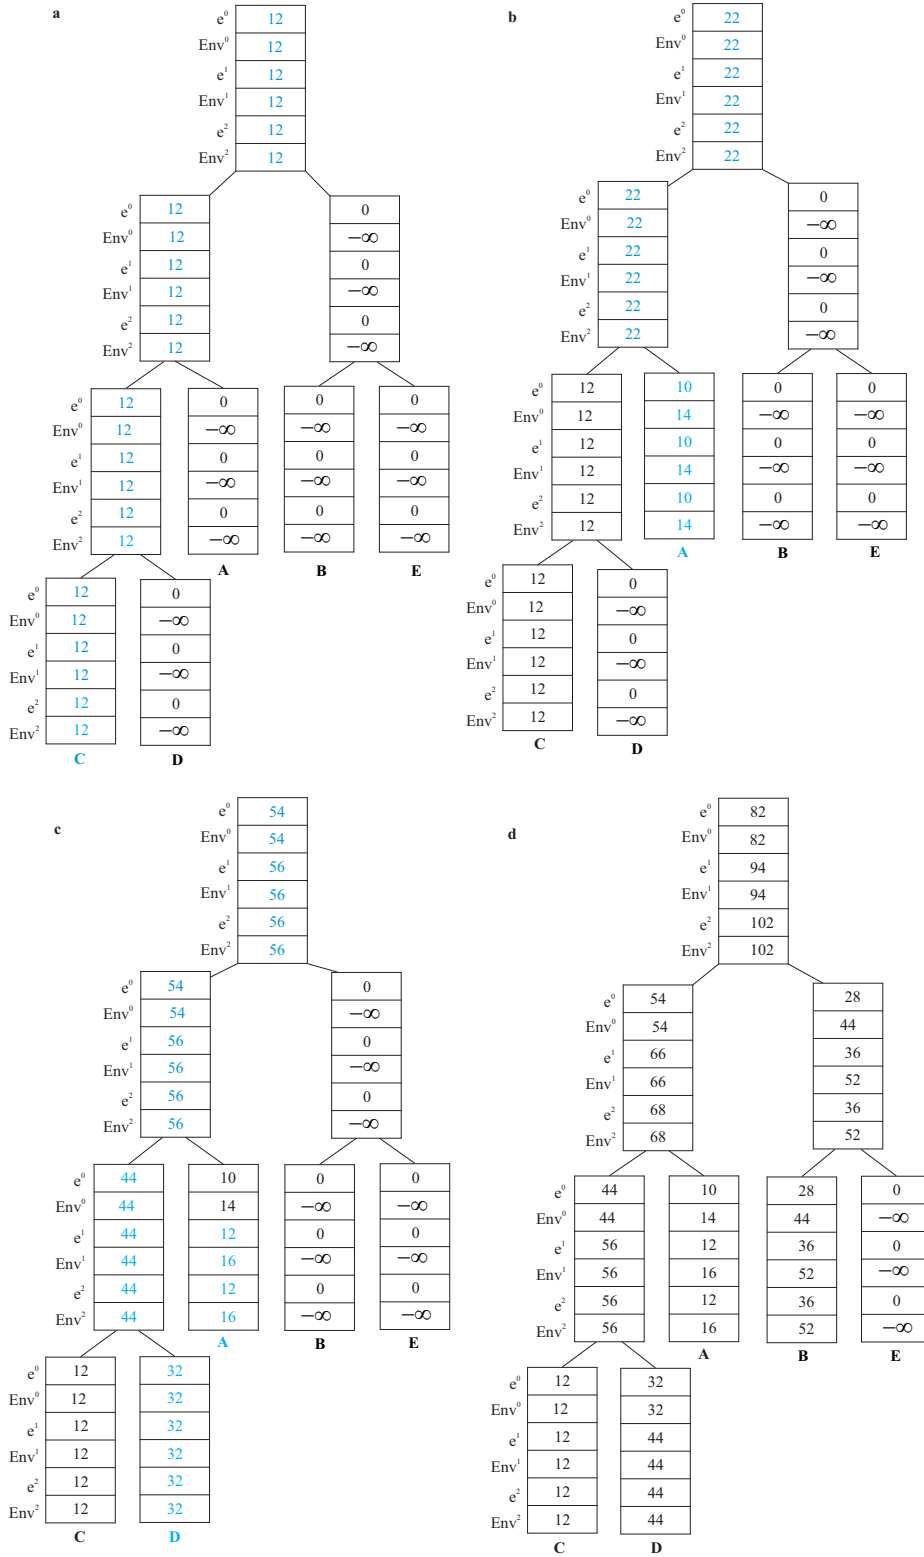 a
e⁰ 12
Env⁰ 12
e¹ 12
Env¹ 12
e² 12
Env² 12
e⁰ 12 0
Env⁰ 12 −∞
e¹ 12 0
Env¹ 12 −∞
e² 12 0
Env² 12 −∞
e⁰ 12 0 0 0
Env⁰ 12 −∞ −∞ −∞
e¹ 12 0 0 0
Env¹ 12 −∞ −∞ −∞
e² 12 0 0 0
Env² 12 −∞ −∞ −∞
A B E
e⁰ 12 0
Env⁰ 12 −∞
e¹ 12 0
Env¹ 12 −∞
e² 12 0
Env² 12 −∞
C D
b
e⁰ 22
Env⁰ 22
e¹ 22
Env¹ 22
e² 22
Env² 22
e⁰ 22 0
Env⁰ 22 −∞
e¹ 22 0
Env¹ 22 −∞
e² 22 0
Env² 22 −∞
e⁰ 12 10 0 0
Env⁰ 12 14 −∞ −∞
e¹ 12 10 0 0
Env¹ 12 14 −∞ −∞
e² 12 10 0 0
Env² 12 14 −∞ −∞
A B E
e⁰ 12 0
Env⁰ 12 −∞
e¹ 12 0
Env¹ 12 −∞
e² 12 0
Env² 12 −∞
C D
c
e⁰ 54
Env⁰ 54
e¹ 56
Env¹ 56
e² 56
Env² 56
e⁰ 54 0
Env⁰ 54 −∞
e¹ 56 0
Env¹ 56 −∞
e² 56 0
Env² 56 −∞
e⁰ 44 10 0 0
Env⁰ 44 14 −∞ −∞
e¹ 44 12 0 0
Env¹ 44 16 −∞ −∞
e² 44 12 0 0
Env² 44 16 −∞ −∞
A B E
e⁰ 12 32
Env⁰ 12 32
e¹ 12 32
Env¹ 12 32
e² 12 32
Env² 12 32
C D
d
e⁰ 82
Env⁰ 82
e¹ 94
Env¹ 94
e² 102
Env² 102
e⁰ 54 28
Env⁰ 54 44
e¹ 66 36
Env¹ 66 52
e² 68 36
Env² 68 52
e⁰ 44 10 28 0
Env⁰ 44 14 44 −∞
e¹ 56 12 36 0
Env¹ 56 16 52 −∞
e² 56 12 36 0
Env² 56 16 52 −∞
A B E
e⁰ 12 32
Env⁰ 12 32
e¹ 12 44
Env¹ 12 44
e² 12 44
Env² 12 44
C D